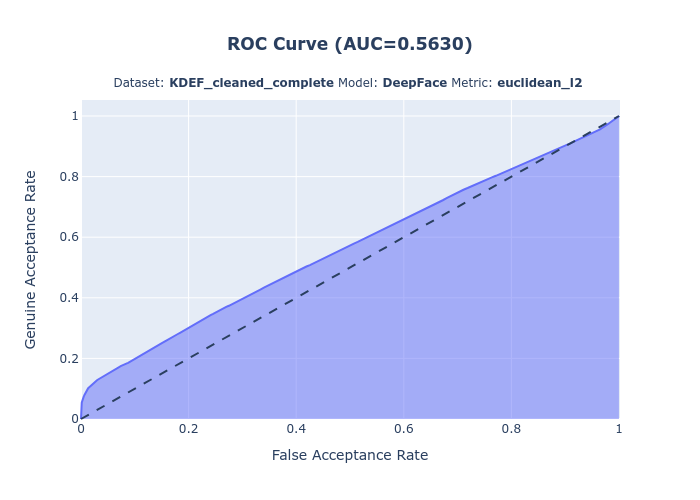 ROC Curve (AUC=0.5630)
Dataset: KDEF_cleaned_complete Model: DeepFace Metric: euclidean_l2
Genuine Acceptance Rate
1
0.8
0.6
0.4
0.2
0
0 0.2 0.4 0.6 0.8 1
False Acceptance Rate